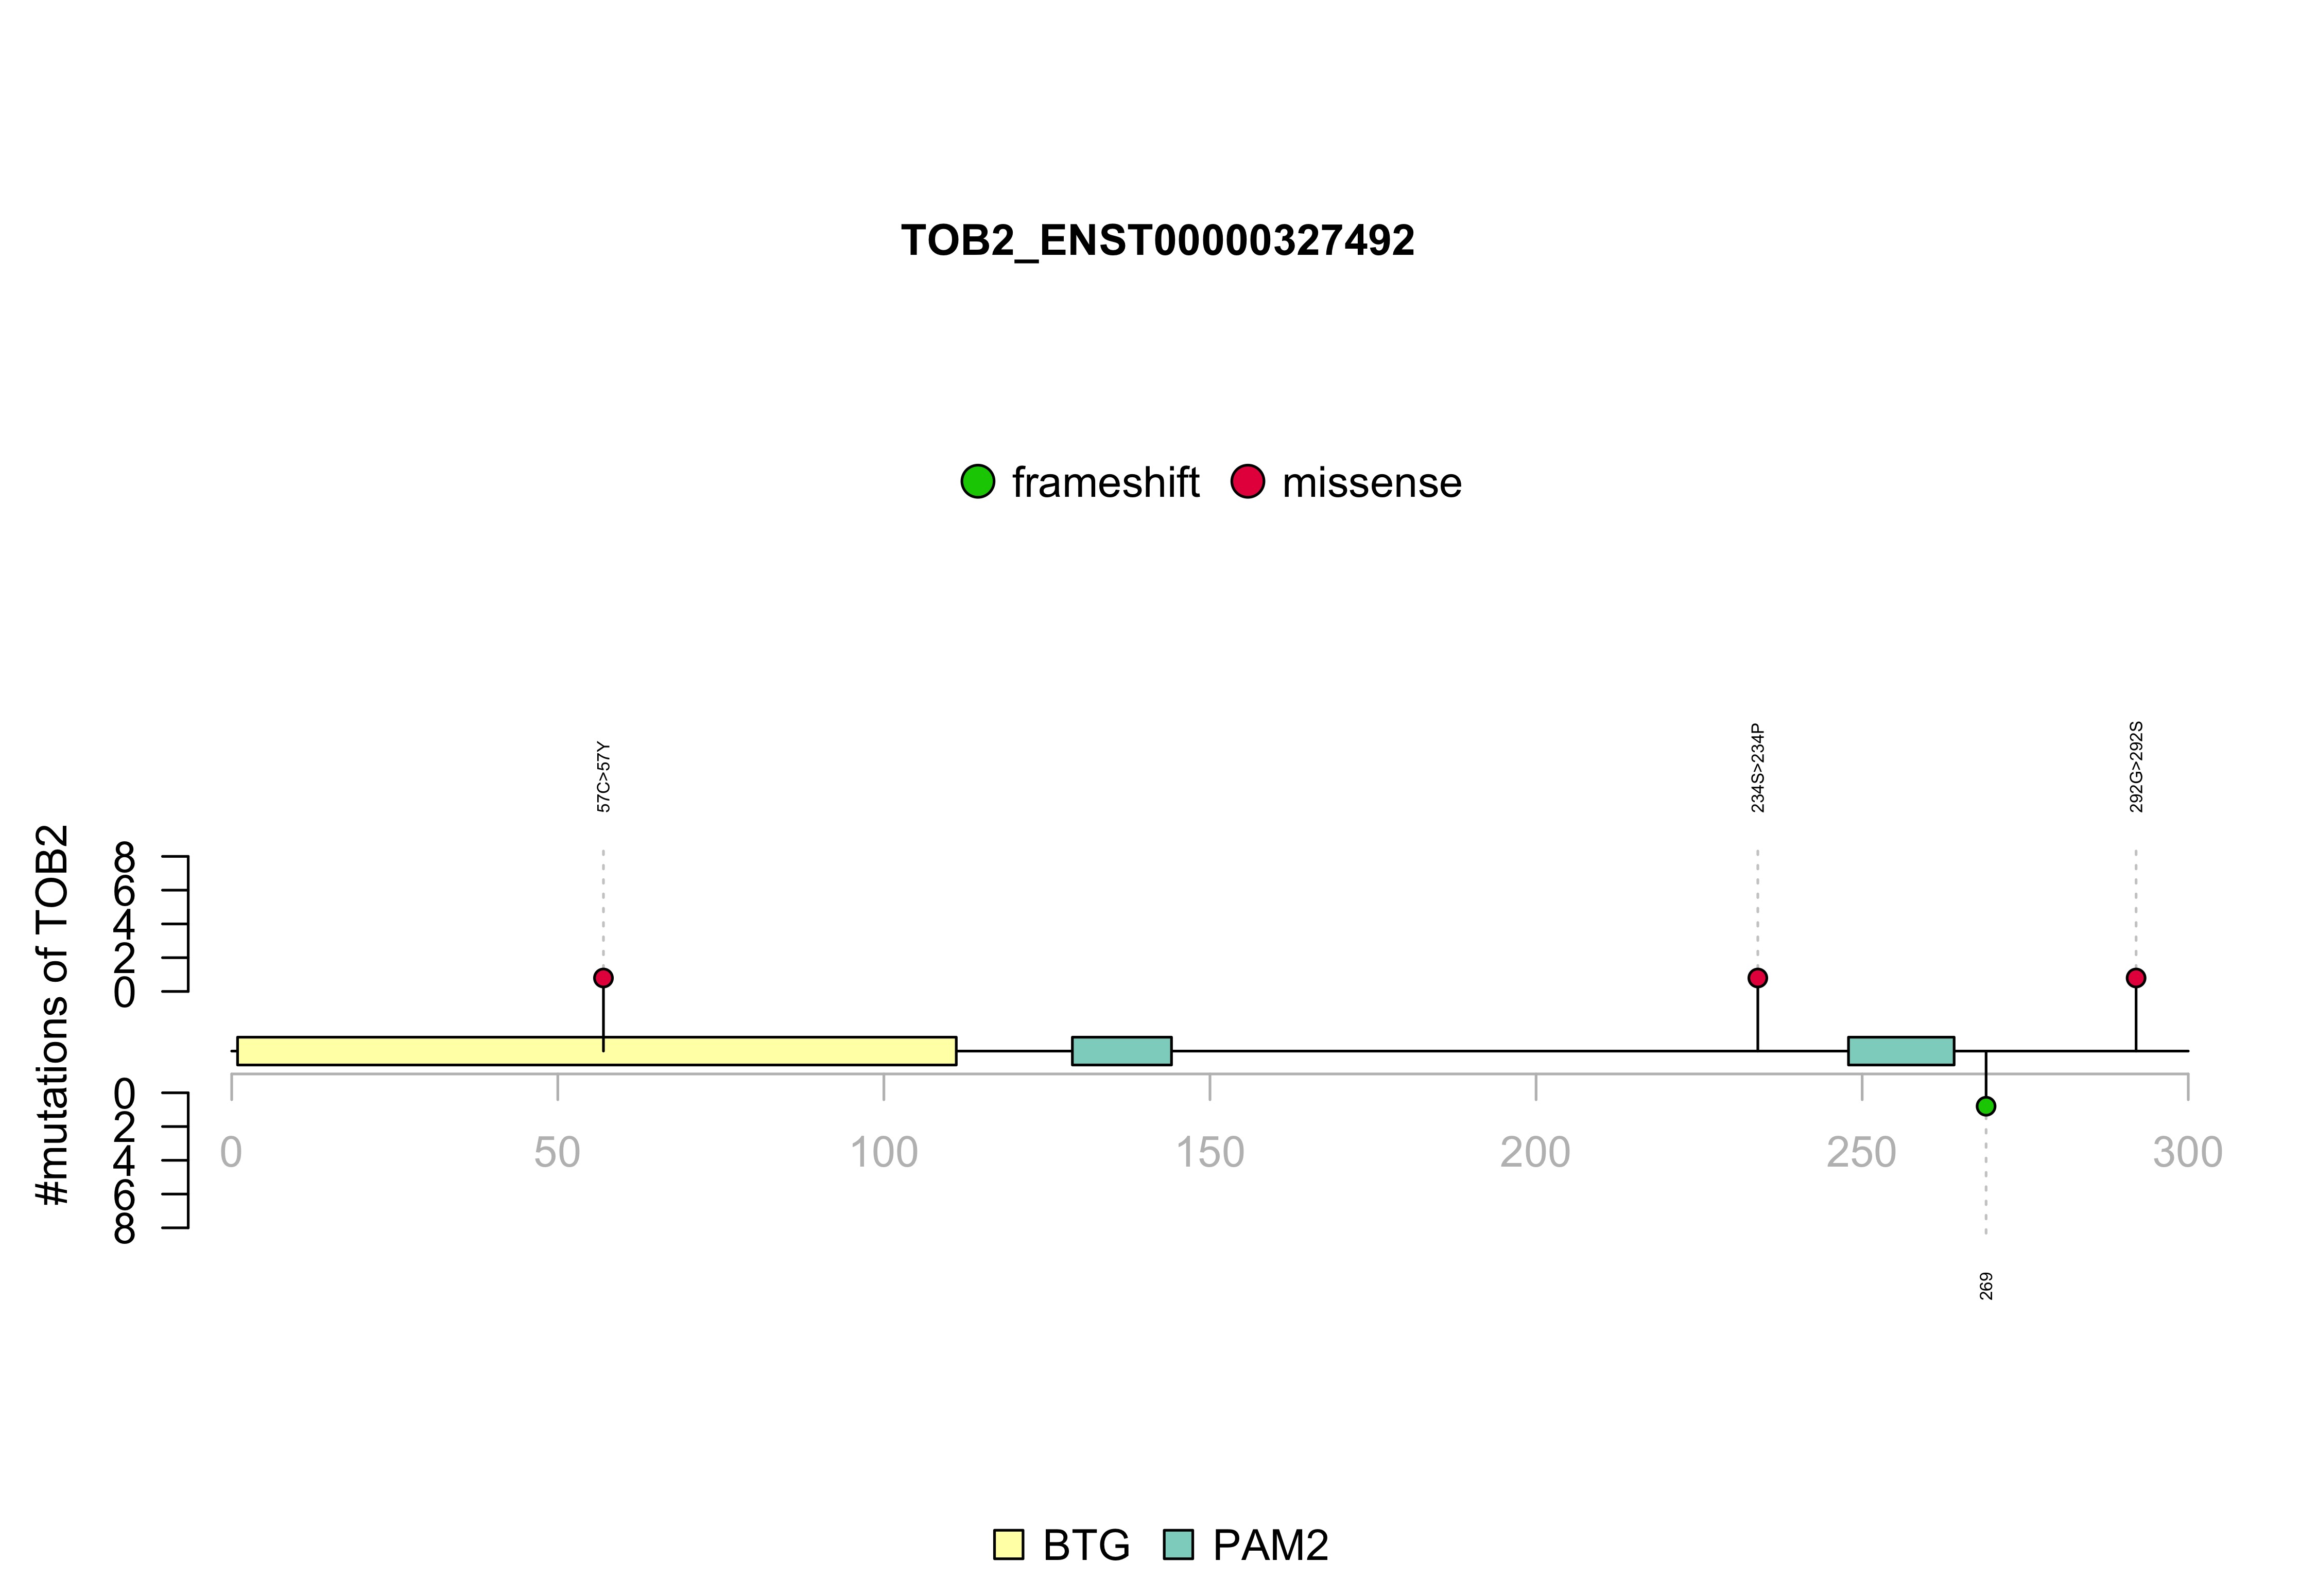 TOB2_ENST00000327492
frameshift missense
57C>57Y
234S>234P
292G>292S
#mutations of TOB2
8
6
4
2
0
0
2
4
6
8
0 50 100 150 200 250 300
269
BTG PAM2